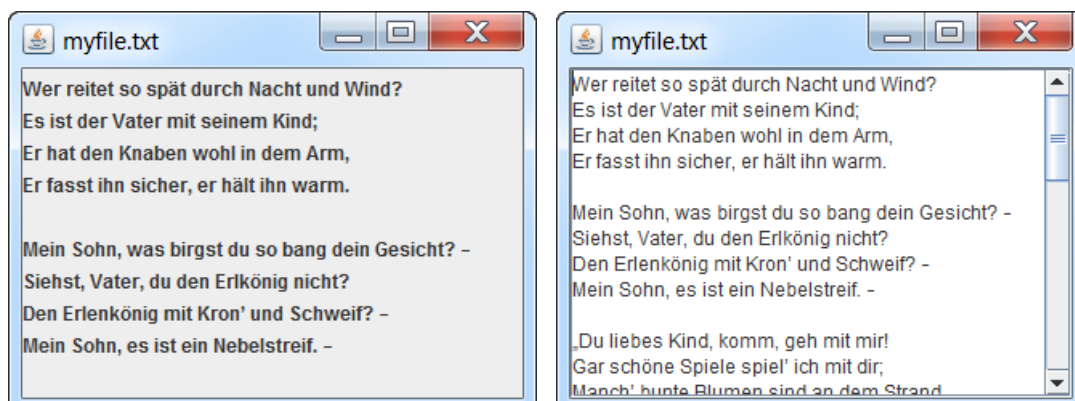 myfile.txt
Wer reitet so spät durch Nacht und Wind?
Es ist der Vater mit seinem Kind;
Er hat den Knaben wohl in dem Arm,
Er fasst ihn sicher, er hält ihn warm.
Mein Sohn, was birgst du so bang dein Gesicht? –
Siehst, Vater, du den Erlkönig nicht?
Den Erlenkönig mit Kron’ und Schweif? –
Mein Sohn, es ist ein Nebelstreif. –
myfile.txt
Wer reitet so spät durch Nacht und Wind?
Es ist der Vater mit seinem Kind;
Er hat den Knaben wohl in dem Arm,
Er fasst ihn sicher, er hält ihn warm.
Mein Sohn, was birgst du so bang dein Gesicht? –
Siehst, Vater, du den Erlkönig nicht?
Den Erlenkönig mit Kron’ und Schweif? –
Mein Sohn, es ist ein Nebelstreif. –
„Du liebes Kind, komm, geh mit mir!
Gar schöne Spiele spiel’ ich mit dir;
Manch’ bunte Blumen sind an dem Strand